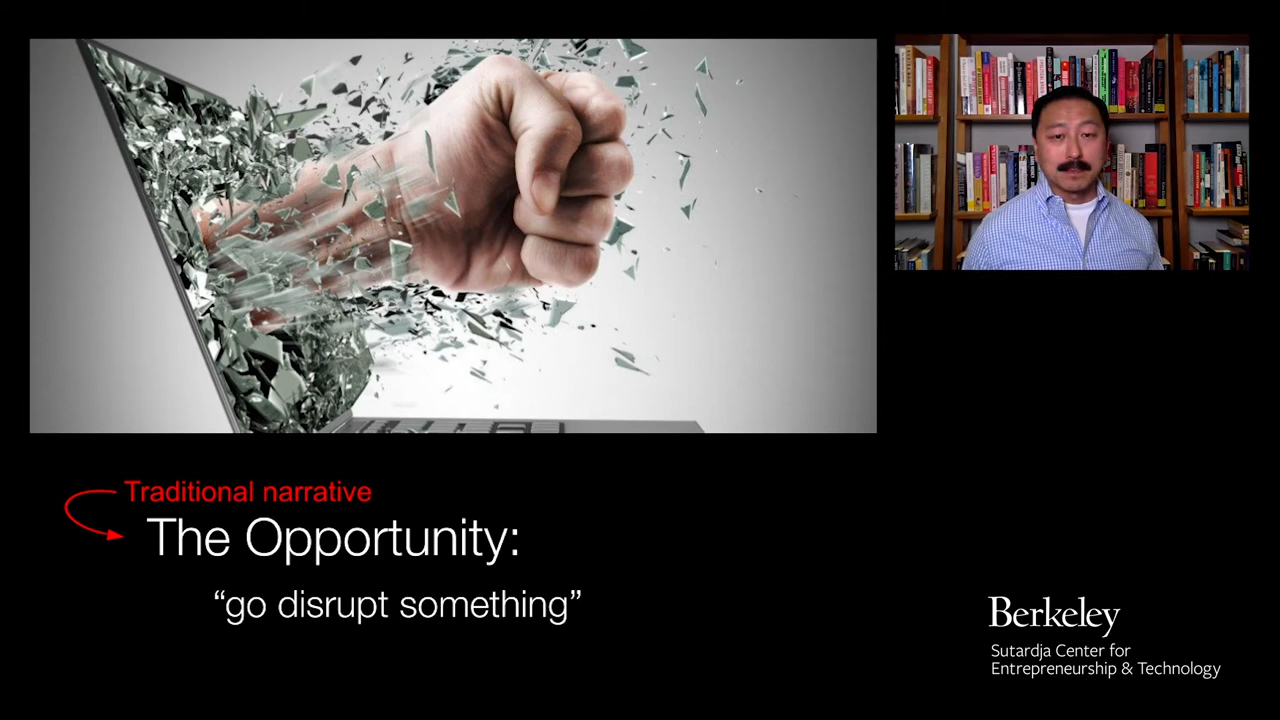 Traditional narrative
The Opportunity:
“go disrupt something”
Berkeley
Sutardja Center for
Entrepreneurship & Technology